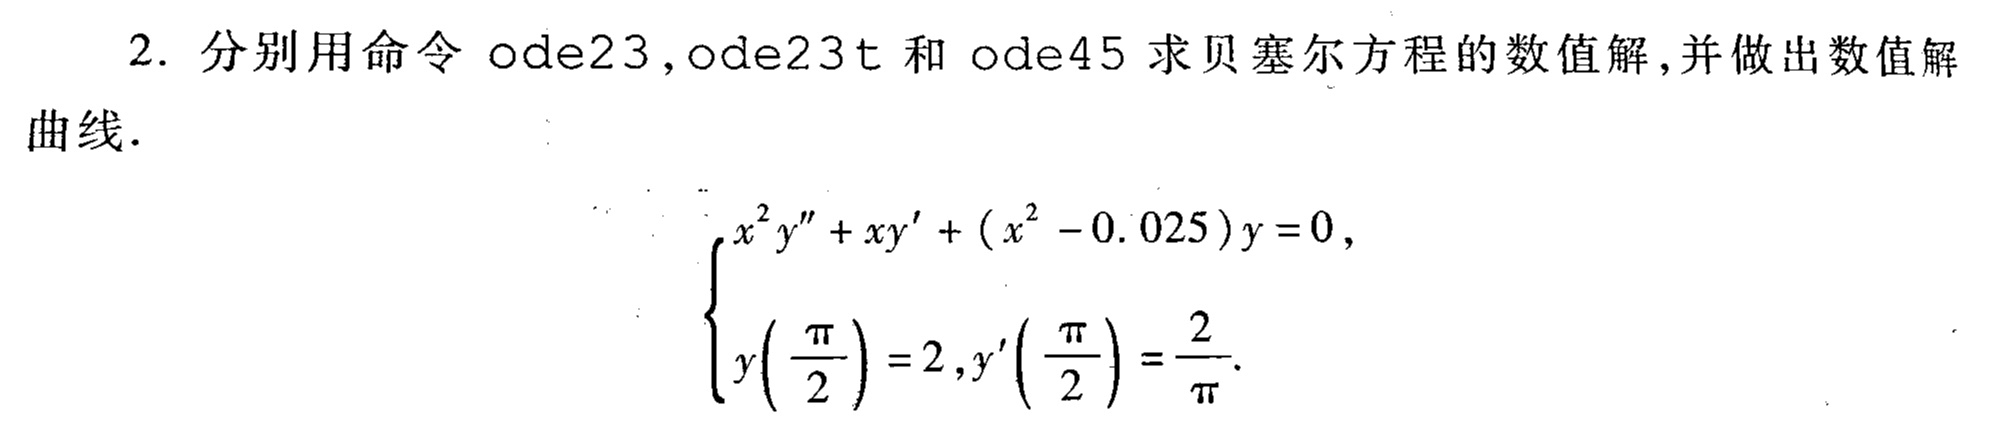 2. 分别用命令 ode23,ode23t 和 ode45 求贝塞尔方程的数值解,并做出数值解
曲线.
x²y″ + xy′ + (x² − 0.025)y = 0,
y(π/2) = 2, y′(π/2) = 2/π.